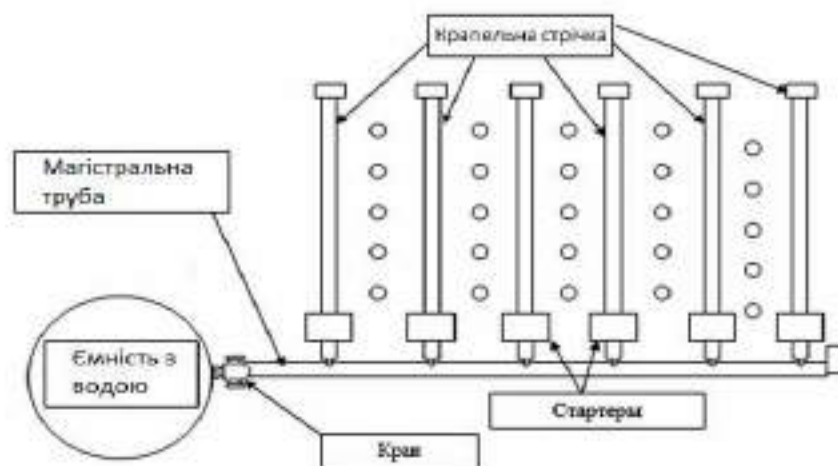 Крапельна стрічка
Магістральна
труба
Ємність з
водою
Стартеры
Кран